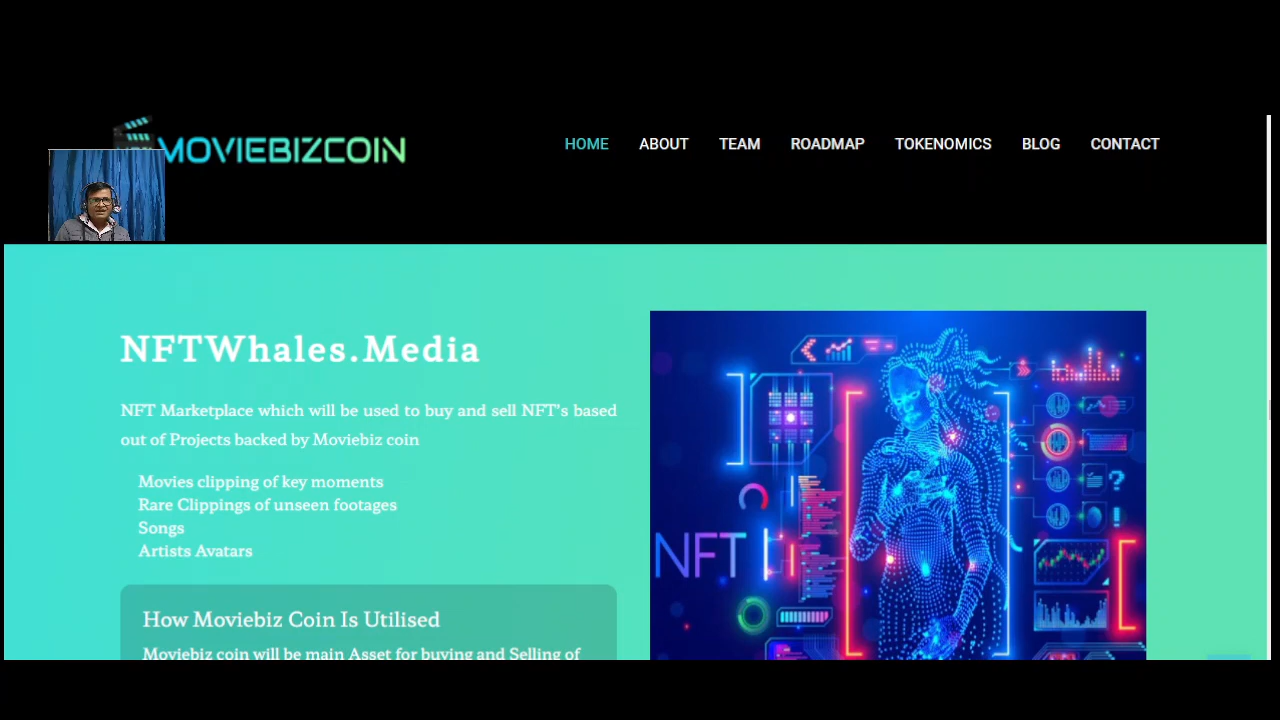 MOVIEBIZCOIN
HOME ABOUT TEAM ROADMAP TOKENOMICS BLOG CONTACT
NFTWhales.Media
NFT Marketplace which will be used to buy and sell NFT's based
out of Projects backed by Moviebiz coin
Movies clipping of key moments
Rare Clippings of unseen footages
Songs
Artists Avatars
How Moviebiz Coin Is Utilised
Moviebiz coin will be main Asset for buying and Selling of
NFT